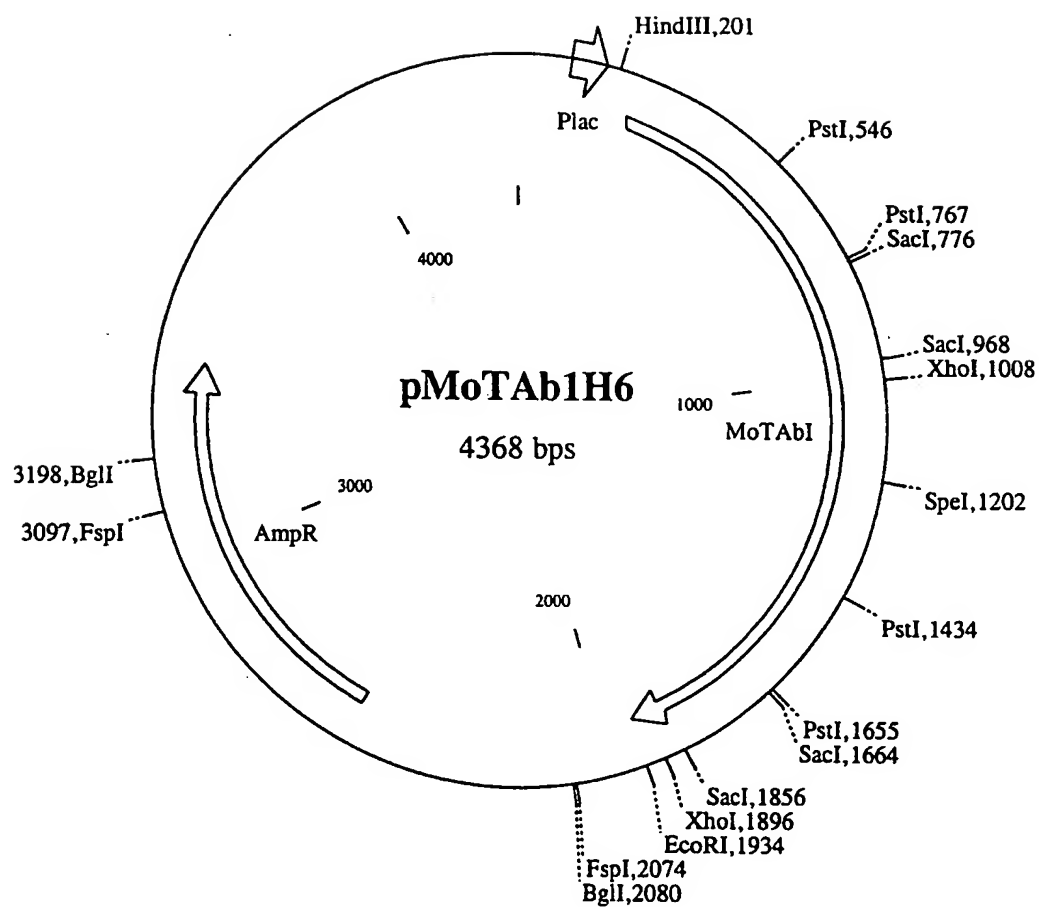 HindIII,201
Plac
PstI,546
PstI,767
SacI,776
4000
SacI,968
XhoI,1008
pMoTAb1H6
1000
MoTAbI
4368 bps
3198,BglI
3000
SpeI,1202
3097,FspI
AmpR
2000
PstI,1434
PstI,1655
SacI,1664
SacI,1856
XhoI,1896
EcoRI,1934
FspI,2074
BglI,2080